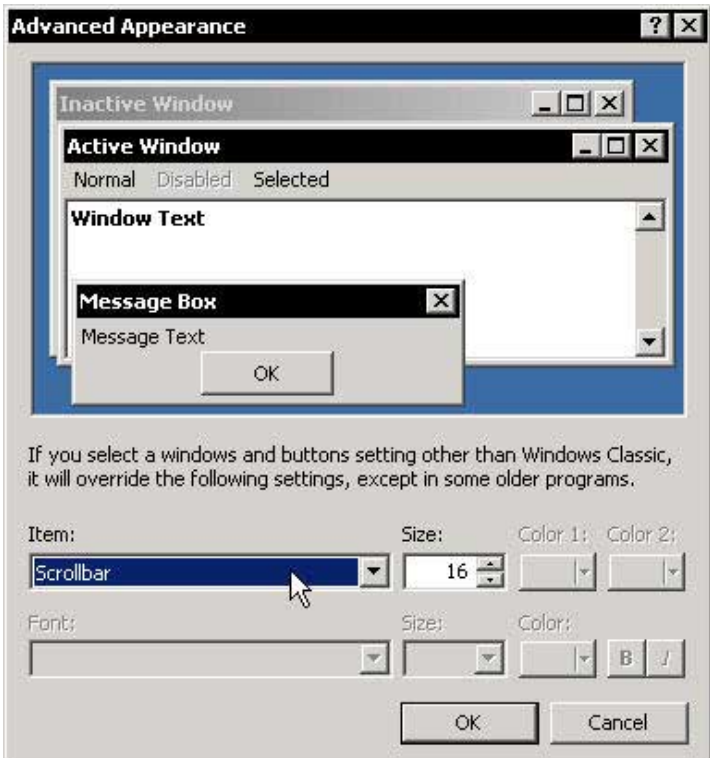 Advanced Appearance
Inactive Window
Active Window
Normal Disabled Selected
Window Text
Message Box
Message Text
OK
If you select a windows and buttons setting other than Windows Classic,
it will override the following settings, except in some older programs.
Item: Size: Color 1: Color 2:
Scrollbar 16
Font: Size: Color:
B I
OK Cancel